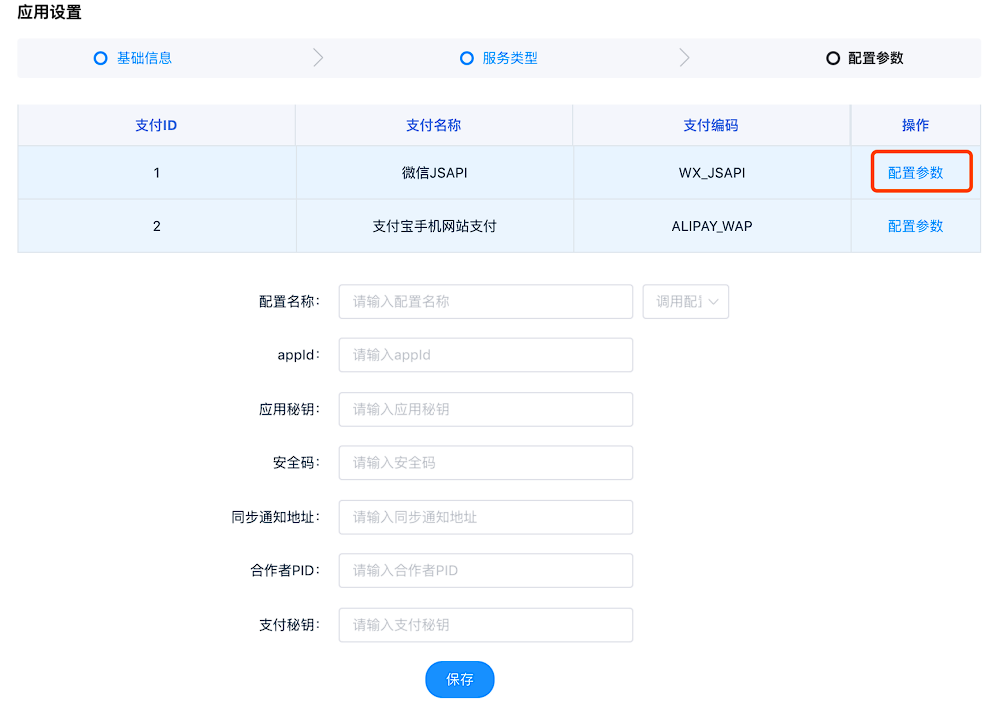 应用设置
基础信息 服务类型 配置参数
支付ID 支付名称 支付编码 操作
1 微信JSAPI WX_JSAPI 配置参数
2 支付宝手机网站支付 ALIPAY_WAP 配置参数
配置名称: 请输入配置名称 调用配
appId: 请输入appId
应用秘钥: 请输入应用秘钥
安全码: 请输入安全码
同步通知地址: 请输入同步通知地址
合作者PID: 请输入合作者PID
支付秘钥: 请输入支付秘钥
保存